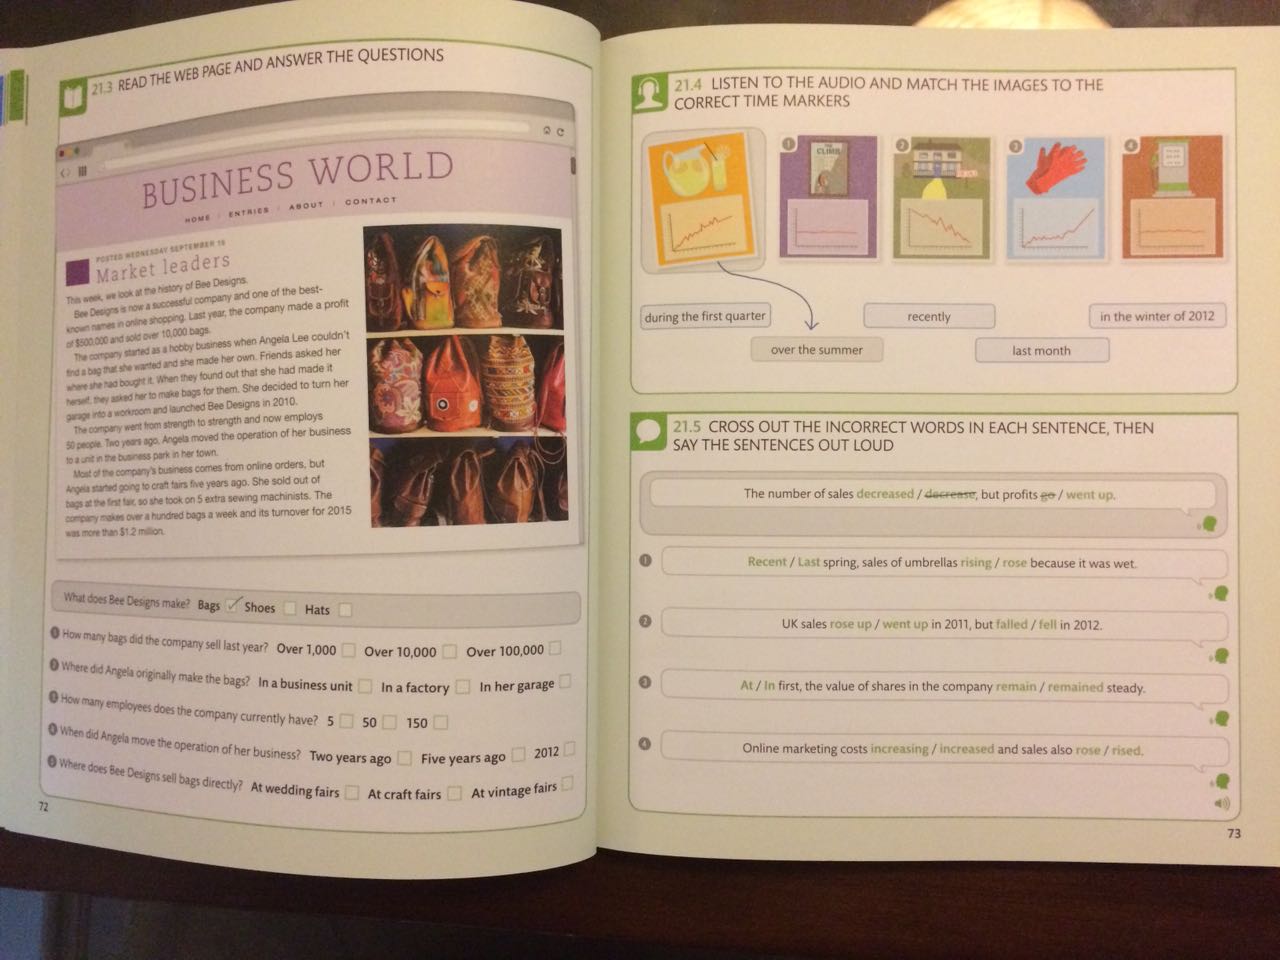 21.3 READ THE WEB PAGE AND ANSWER THE QUESTIONS
BUSINESS WORLD
HOME / ENTRIES / ABOUT / CONTACT
POSTED WEDNESDAY SEPTEMBER 16
Market leaders
This week, we look at the history of Bee Designs.
Bee Designs is now a successful company and one of the best-
known names in online shopping. Last year, the company made a profit
of $500,000 and sold over 10,000 bags.
The company started as a hobby business when Angela Lee couldn't
find a bag that she wanted and she made her own. Friends asked her
where she had bought it. When they found out that she had made it
herself, they asked her to make bags for them. She decided to turn her
garage into a workroom and launched Bee Designs in 2010.
The company went from strength to strength and now employs
50 people. Two years ago, Angela moved the operation of her business
to a unit in the business park in her town.
Most of the company's business comes from online orders, but
Angela started going to craft fairs five years ago. She sold out of
bags at the first fair, so she took on 5 extra sewing machinists. The
company makes over a hundred bags a week and its turnover for 2015
was more than $1.2 million.
What does Bee Designs make? Bags Shoes Hats
1 How many bags did the company sell last year? Over 1,000 Over 10,000 Over 100,000
2 Where did Angela originally make the bags? In a business unit In a factory In her garage
3 How many employees does the company currently have? 5 50 150
4 When did Angela move the operation of her business? Two years ago Five years ago 2012
5 Where does Bee Designs sell bags directly? At wedding fairs At craft fairs At vintage fairs
72
21.4 LISTEN TO THE AUDIO AND MATCH THE IMAGES TO THE
CORRECT TIME MARKERS
1 2 3 4
THE CLIMB
during the first quarter recently in the winter of 2012
over the summer last month
21.5 CROSS OUT THE INCORRECT WORDS IN EACH SENTENCE, THEN
SAY THE SENTENCES OUT LOUD
The number of sales decreased / decrease, but profits go / went up.
1 Recent / Last spring, sales of umbrellas rising / rose because it was wet.
2 UK sales rose up / went up in 2011, but falled / fell in 2012.
3 At / In first, the value of shares in the company remain / remained steady.
4 Online marketing costs increasing / increased and sales also rose / rised.
73